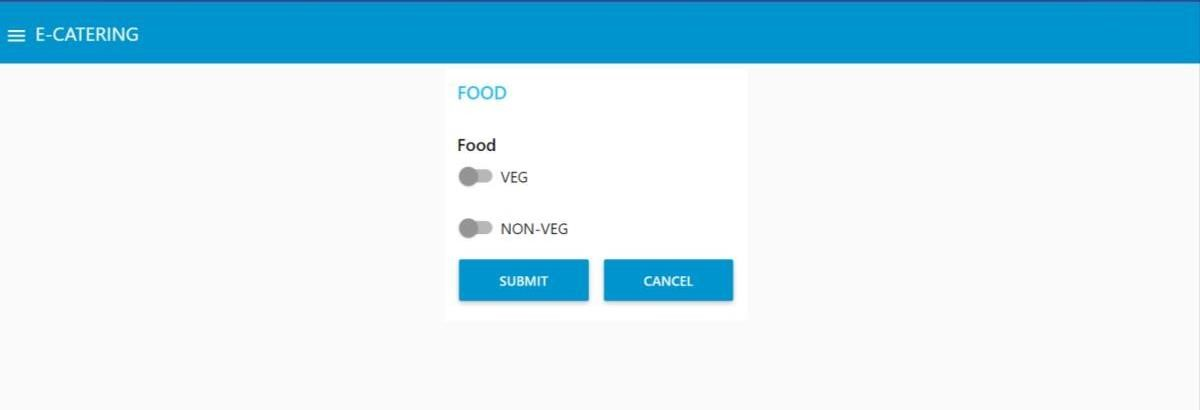 E-CATERING
FOOD
Food
VEG
NON-VEG
SUBMIT CANCEL